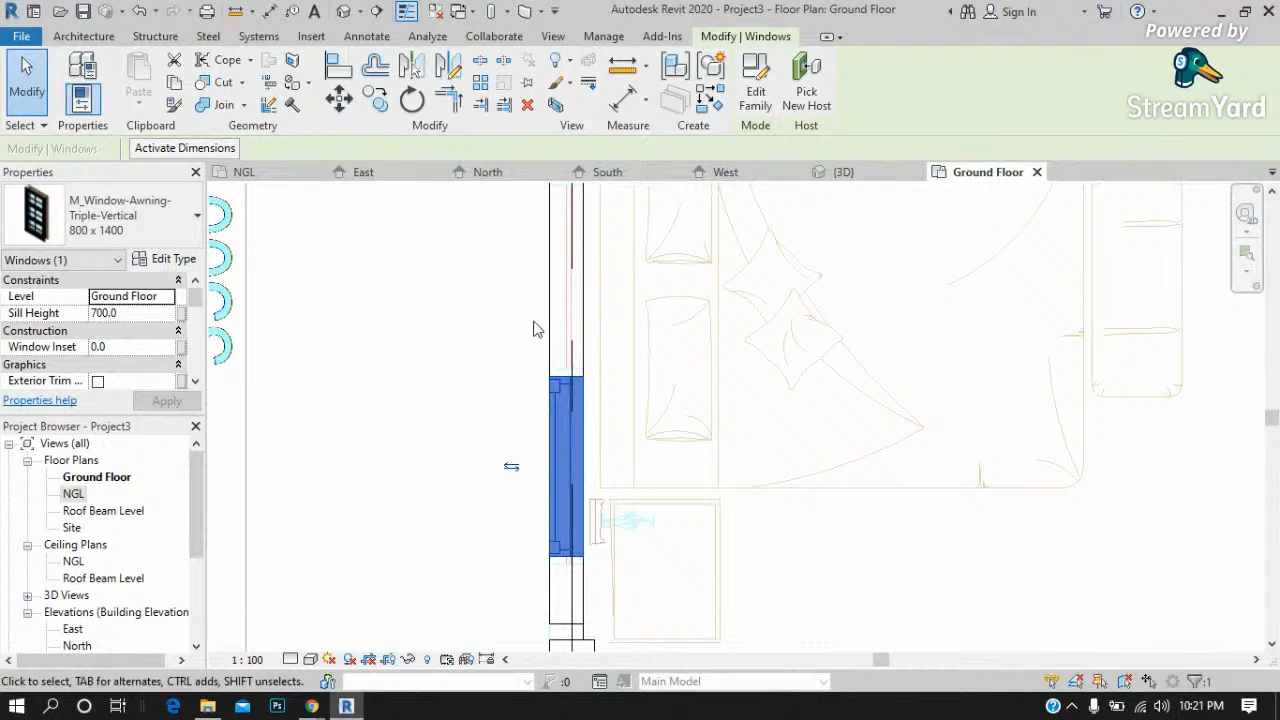 Autodesk Revit 2020 - Project3 - Floor Plan: Ground Floor
Sign In
File Architecture Structure Steel Systems Insert Annotate Analyze Collaborate View Manage Add-Ins Modify | Windows
Powered by
StreamYard
Modify
Paste
Cope
Cut
Join
Edit
Family
Pick
New Host
Select Properties Clipboard Geometry Modify View Measure Create Mode Host
Modify | Windows Activate Dimensions
Properties
NGL East North South West {3D} Ground Floor
M_Window-Awning-
Triple-Vertical
800 x 1400
Windows (1) Edit Type
Constraints
Level Ground Floor
Sill Height 700.0
Construction
Window Inset 0.0
Graphics
Exterior Trim ...
Properties help Apply
Project Browser - Project3
Views (all)
Floor Plans
Ground Floor
NGL
Roof Beam Level
Site
Ceiling Plans
NGL
Roof Beam Level
3D Views
Elevations (Building Elevation
East
North
1 : 100
Click to select, TAB for alternates, CTRL adds, SHIFT unselects.
:0
Main Model
:1
10:21 PM